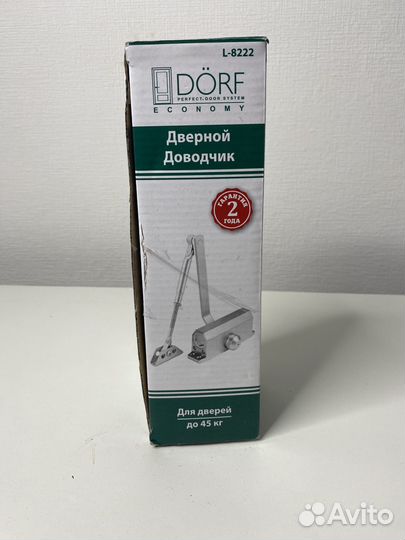 L-8222
DÖRF
PERFECT-DOOR SYSTEM
ECONOMY
Дверной
Доводчик
ГАРАНТИЯ
2
ГОДА
Для дверей
до 45 кг
Avito